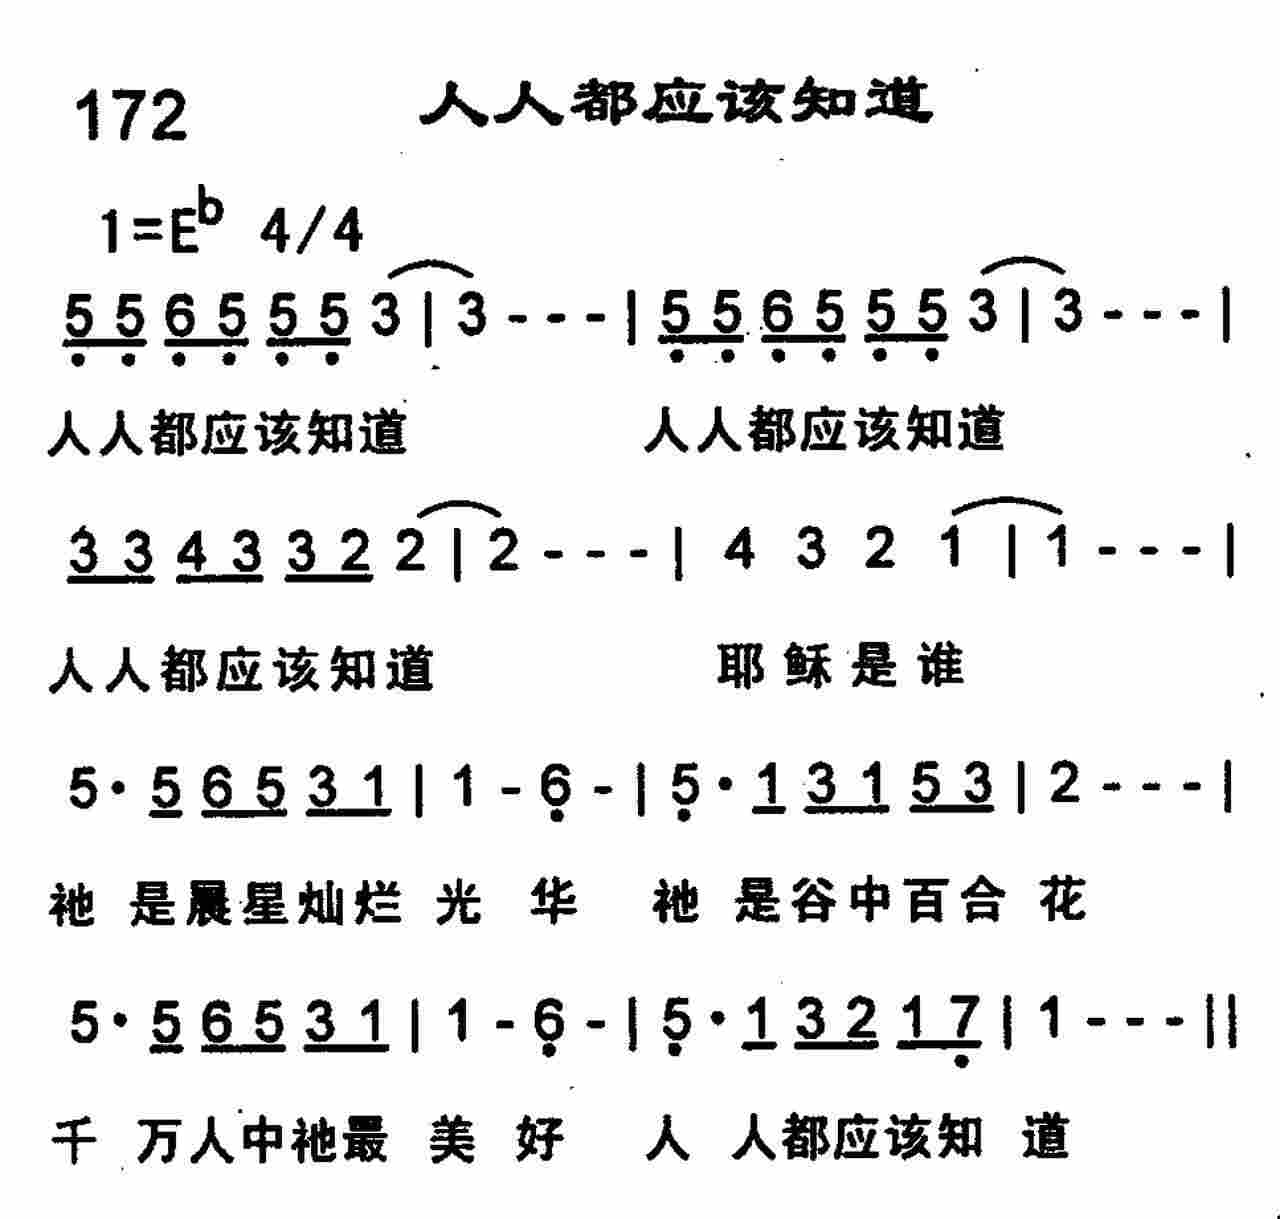 172 人人都应该知道
1=E♭ 4/4
5 5 6 5 5 5 3 | 3 - - - | 5 5 6 5 5 5 3 | 3 - - - |
人人都应该知道 人人都应该知道
3 3 4 3 3 2 2 | 2 - - - | 4 3 2 1 | 1 - - - |
人人都应该知道 耶稣是谁
5· 5 6 5 3 1 | 1 - 6 - | 5· 1 3 1 5 3 | 2 - - - |
祂 是晨星灿烂 光 华 祂 是谷中百合 花
5· 5 6 5 3 1 | 1 - 6 - | 5· 1 3 2 1 7 | 1 - - - ||
千 万人中祂最 美 好 人 人都应该知 道